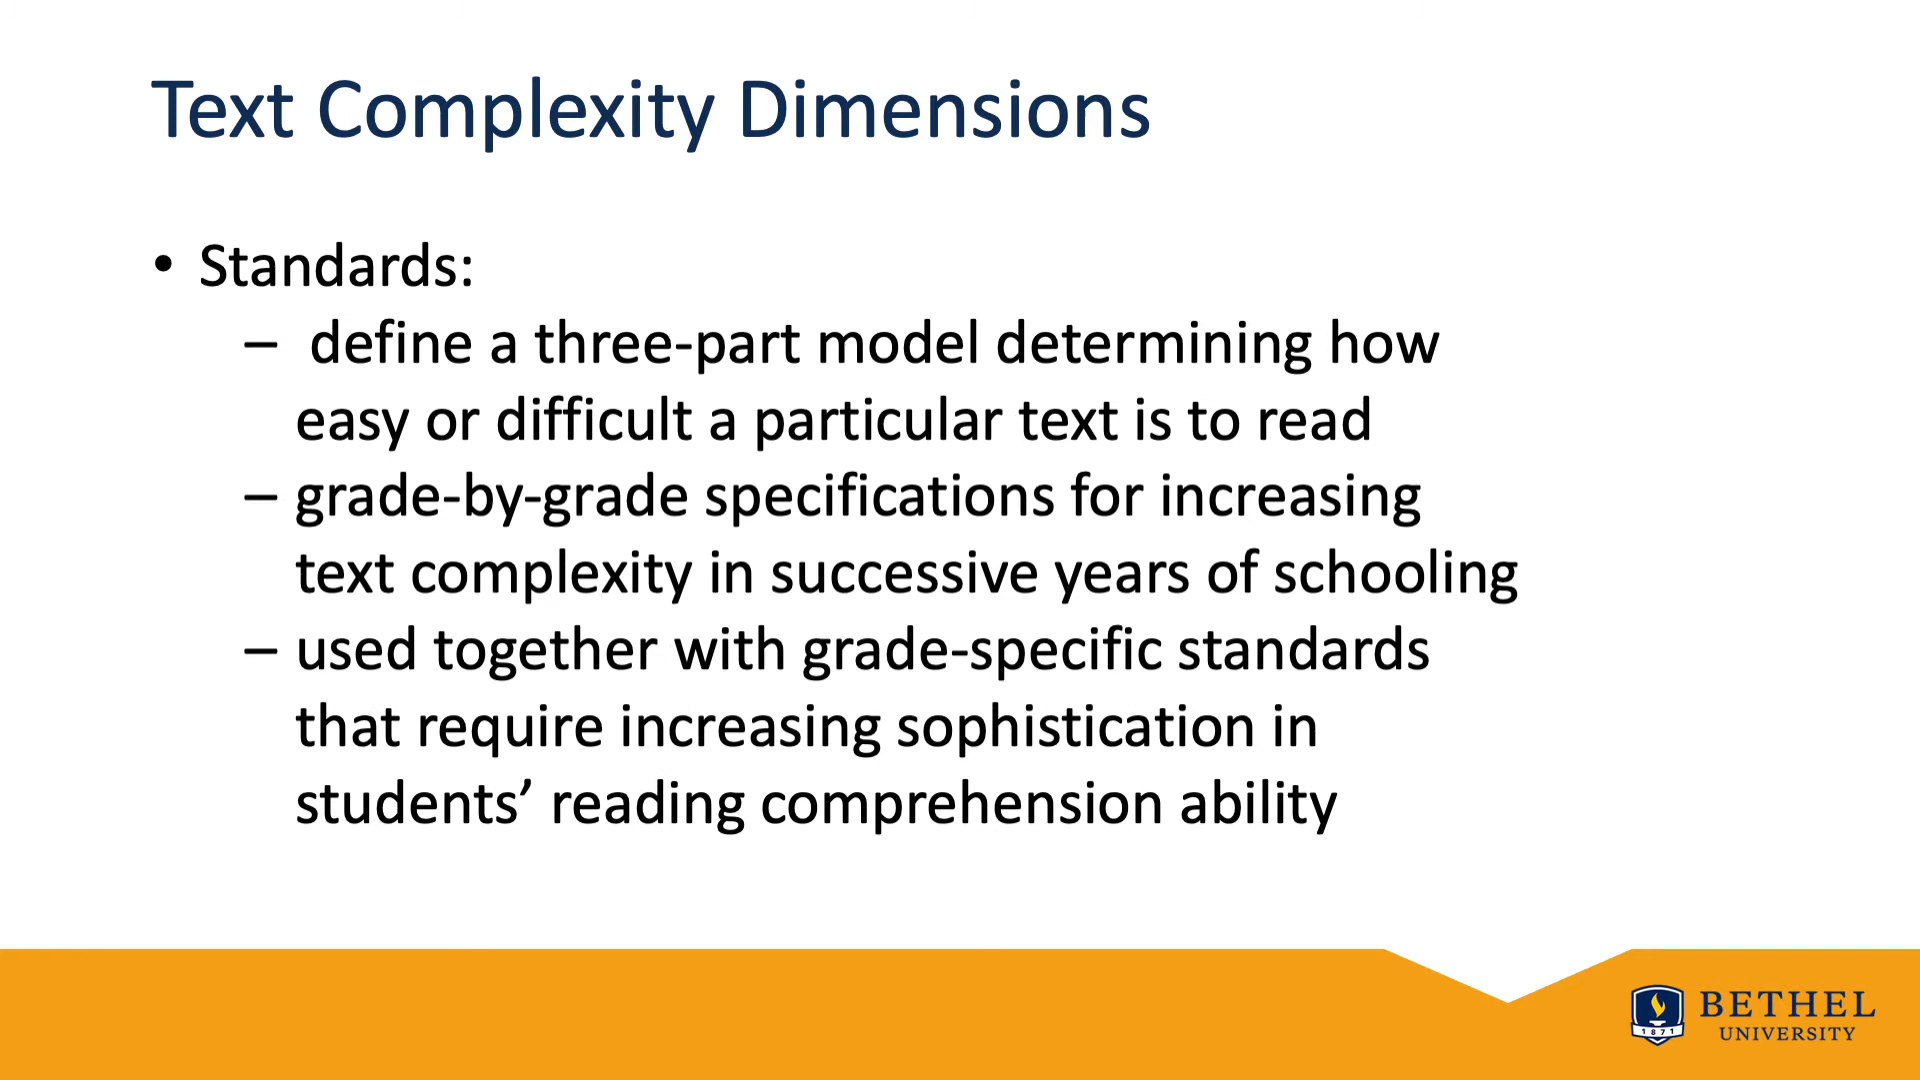 Text Complexity Dimensions
• Standards:
– define a three-part model determining how
easy or difficult a particular text is to read
– grade-by-grade specifications for increasing
text complexity in successive years of schooling
– used together with grade-specific standards
that require increasing sophistication in
students’ reading comprehension ability
1871
BETHEL
UNIVERSITY